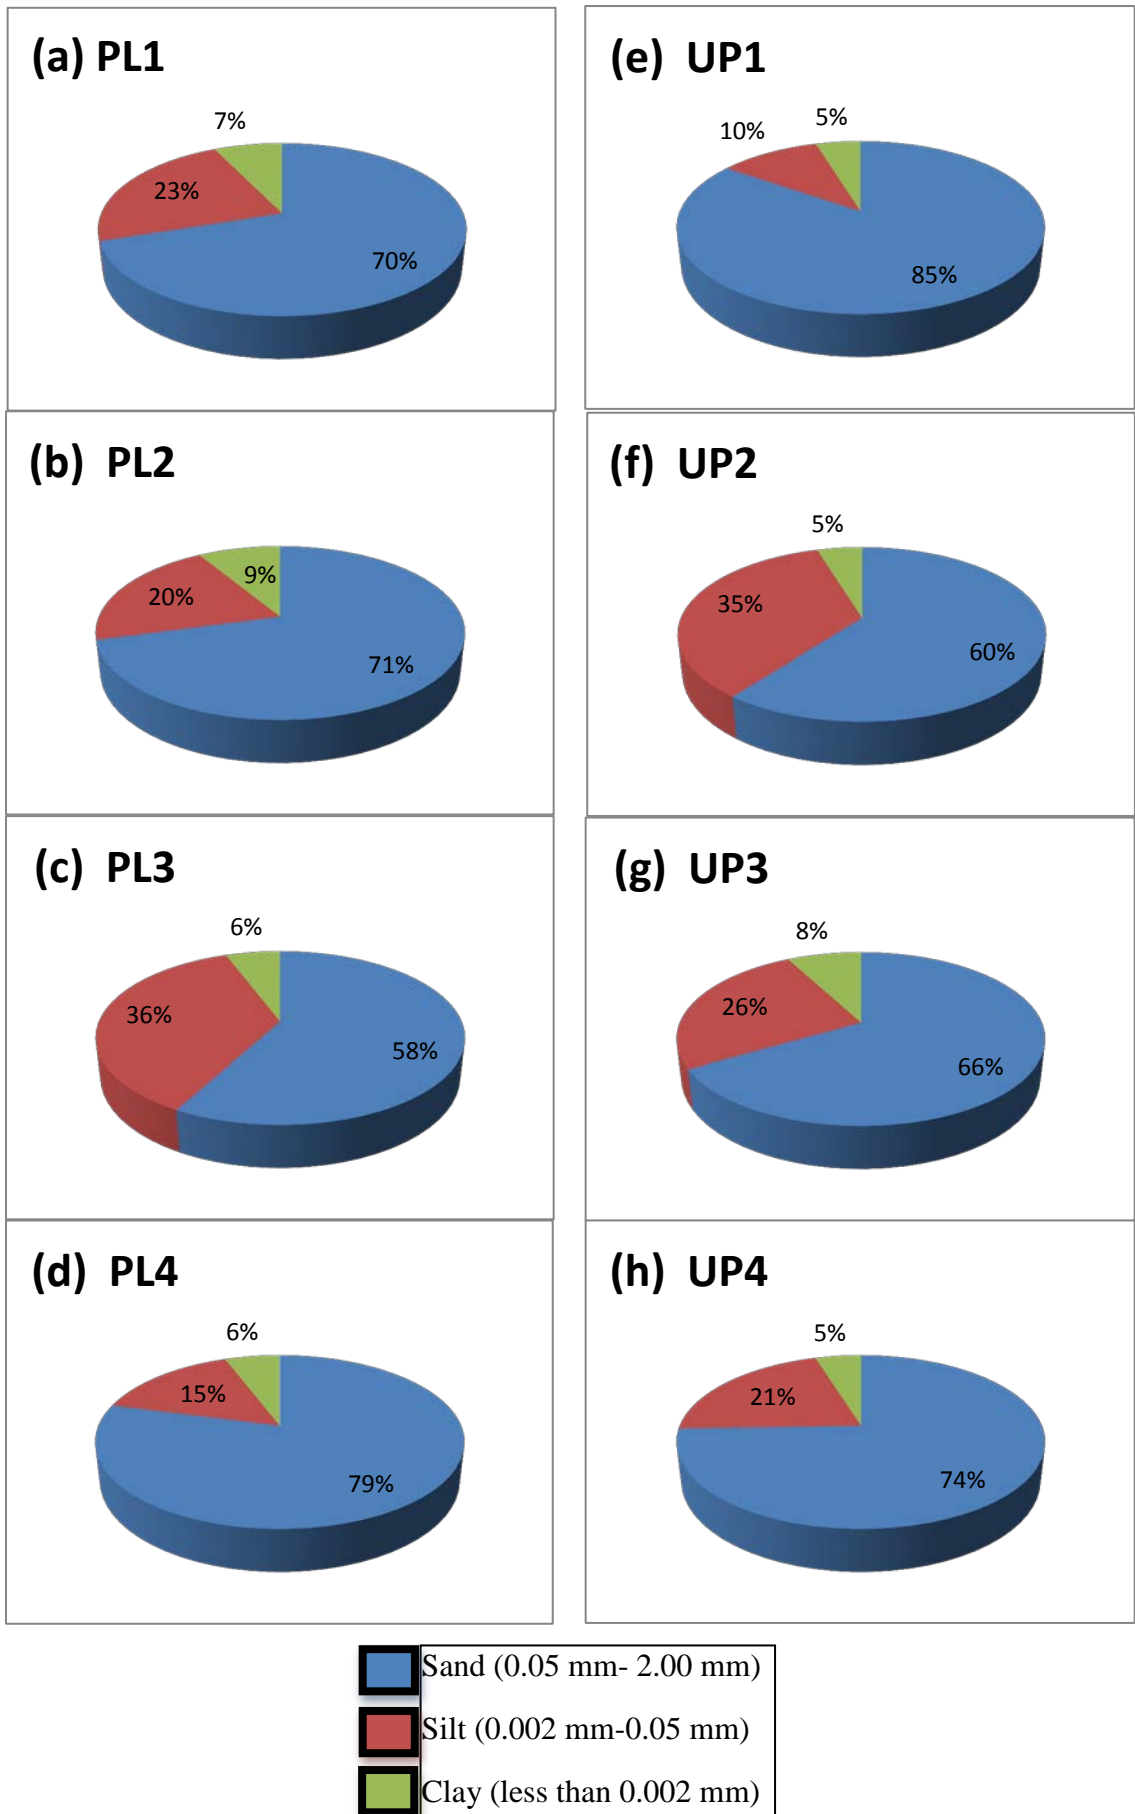 (a) PL1
7%
23%
70%
(e) UP1
10%
5%
85%
(b) PL2
9%
20%
71%
(f) UP2
5%
35%
60%
(c) PL3
6%
36%
58%
(g) UP3
8%
26%
66%
(d) PL4
6%
15%
79%
(h) UP4
5%
21%
74%
Sand (0.05 mm- 2.00 mm)
Silt (0.002 mm-0.05 mm)
Clay (less than 0.002 mm)